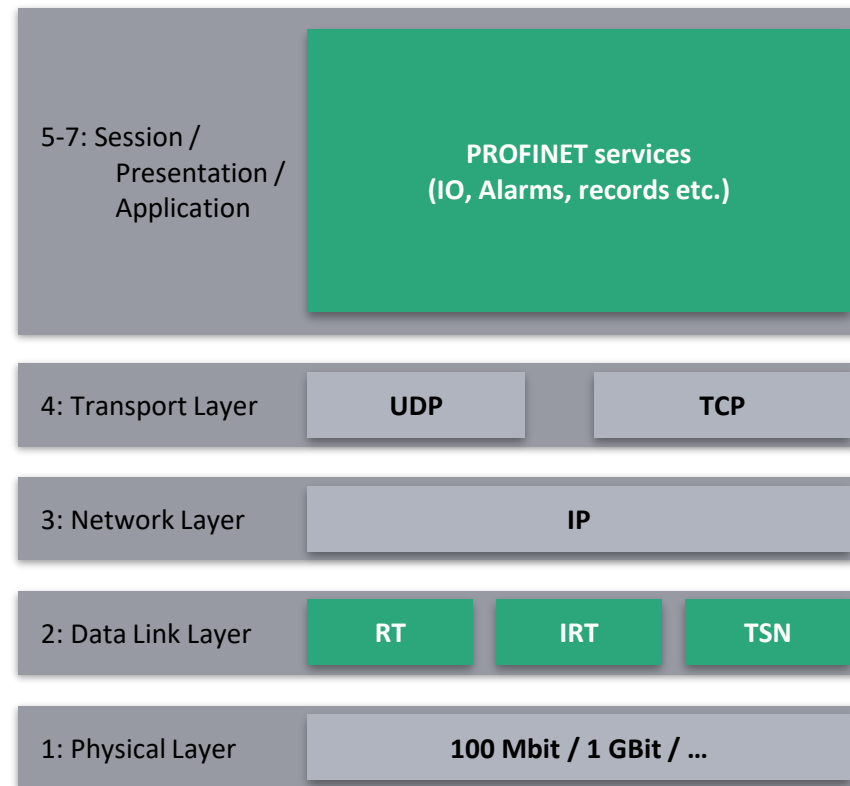 5-7: Session /
Presentation /
Application
PROFINET services
(IO, Alarms, records etc.)
4: Transport Layer
UDP
TCP
3: Network Layer
IP
2: Data Link Layer
RT
IRT
TSN
1: Physical Layer
100 Mbit / 1 GBit / …